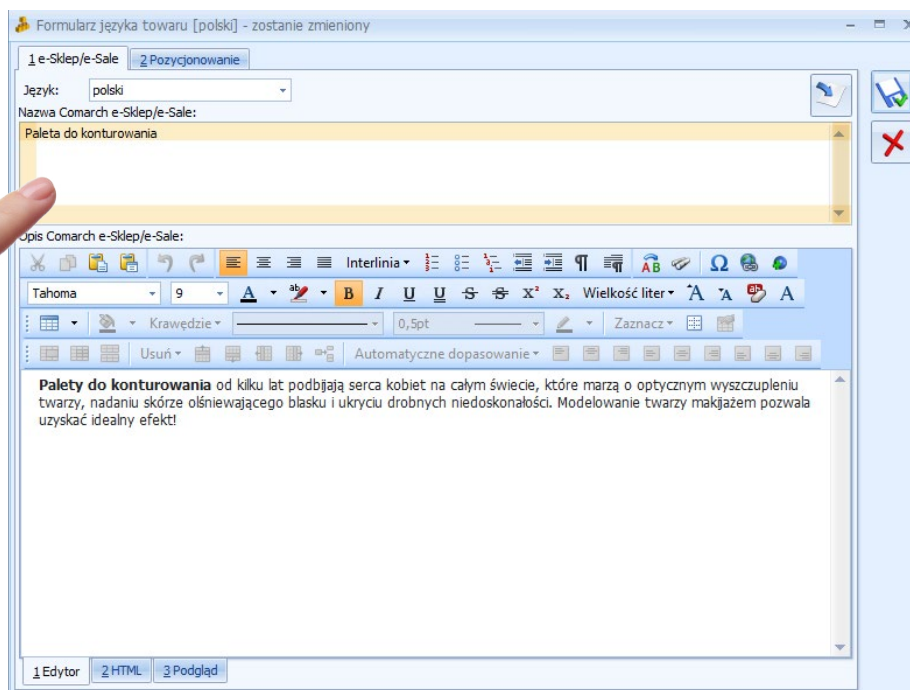 Formularz języka towaru [polski] - zostanie zmieniony
1 e-Sklep/e-Sale 2 Pozycjonowanie
Język: polski
Nazwa Comarch e-Sklep/e-Sale:
Paleta do konturowania
Opis Comarch e-Sklep/e-Sale:
Interlinia
Tahoma 9 A ab B I U U S S X² X₂ Wielkość liter A A A
Krawędzie 0,5pt Zaznacz
Usuń Automatyczne dopasowanie
Palety do konturowania od kilku lat podbijają serca kobiet na całym świecie, które marzą o optycznym wyszczupleniu
twarzy, nadaniu skórze olśniewającego blasku i ukryciu drobnych niedoskonałości. Modelowanie twarzy makijażem pozwala
uzyskać idealny efekt!
1 Edytor 2 HTML 3 Podgląd